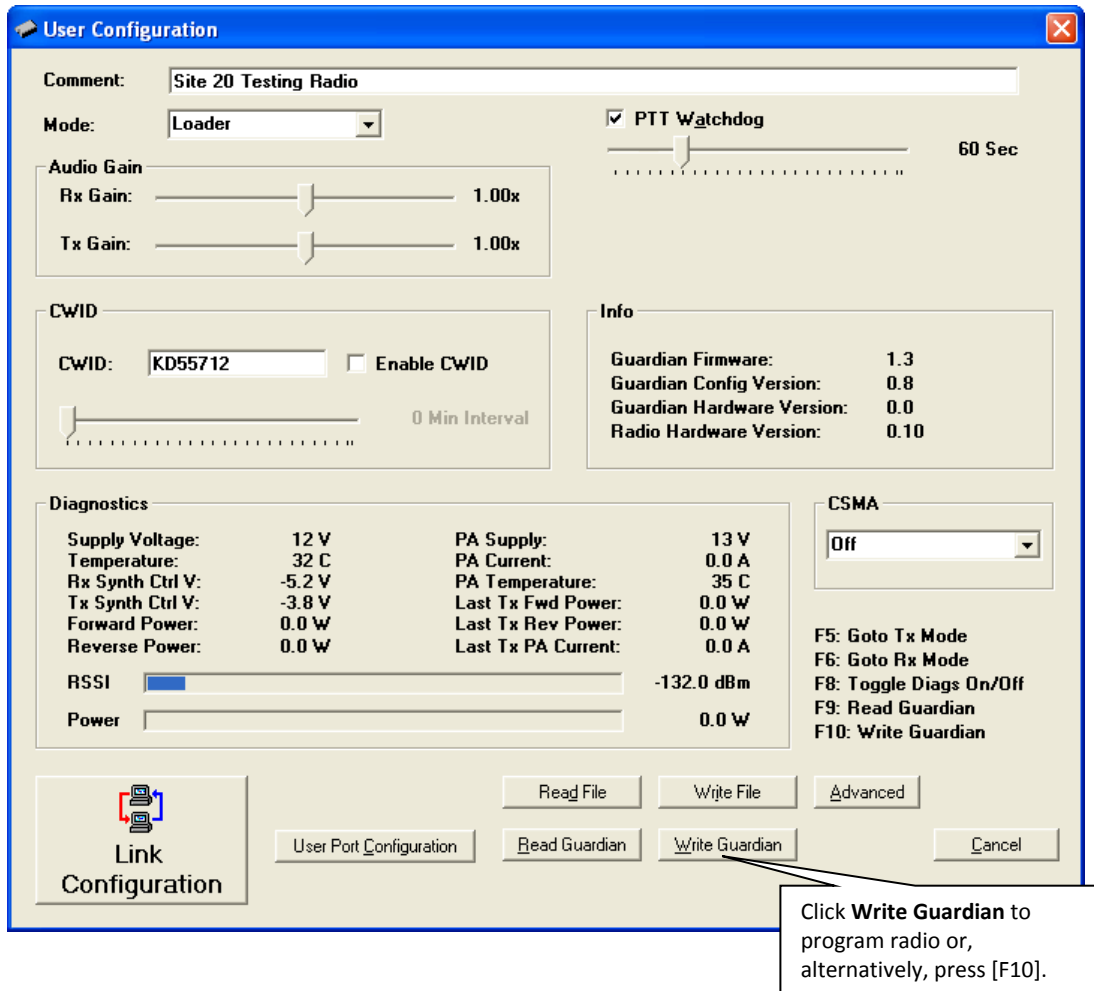 User Configuration
Comment: Site 20 Testing Radio
Mode: Loader
PTT Watchdog
60 Sec
Audio Gain
Rx Gain: 1.00x
Tx Gain: 1.00x
CWID
CWID: KD55712 Enable CWID
0 Min Interval
Info
Guardian Firmware: 1.3
Guardian Config Version: 0.8
Guardian Hardware Version: 0.0
Radio Hardware Version: 0.10
Diagnostics
Supply Voltage: 12 V PA Supply: 13 V
Temperature: 32 C PA Current: 0.0 A
Rx Synth Ctrl V: -5.2 V PA Temperature: 35 C
Tx Synth Ctrl V: -3.8 V Last Tx Fwd Power: 0.0 W
Forward Power: 0.0 W Last Tx Rev Power: 0.0 W
Reverse Power: 0.0 W Last Tx PA Current: 0.0 A
RSSI -132.0 dBm
Power 0.0 W
CSMA
Off
F5: Goto Tx Mode
F6: Goto Rx Mode
F8: Toggle Diags On/Off
F9: Read Guardian
F10: Write Guardian
Link
Configuration
Read File Write File Advanced
User Port Configuration Read Guardian Write Guardian Cancel
Click Write Guardian to
program radio or,
alternatively, press [F10].